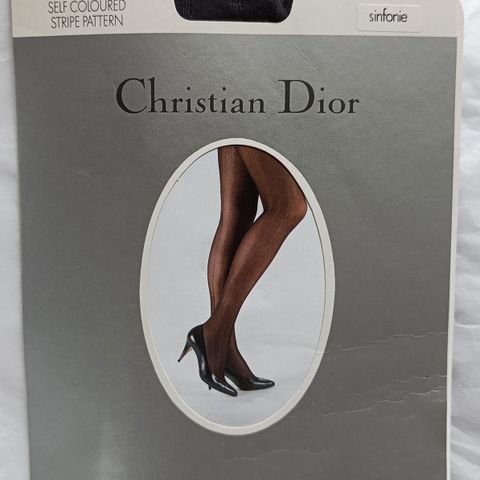 SELF COLOURED
STRIPE PATTERN
sinfonie
Christian Dior